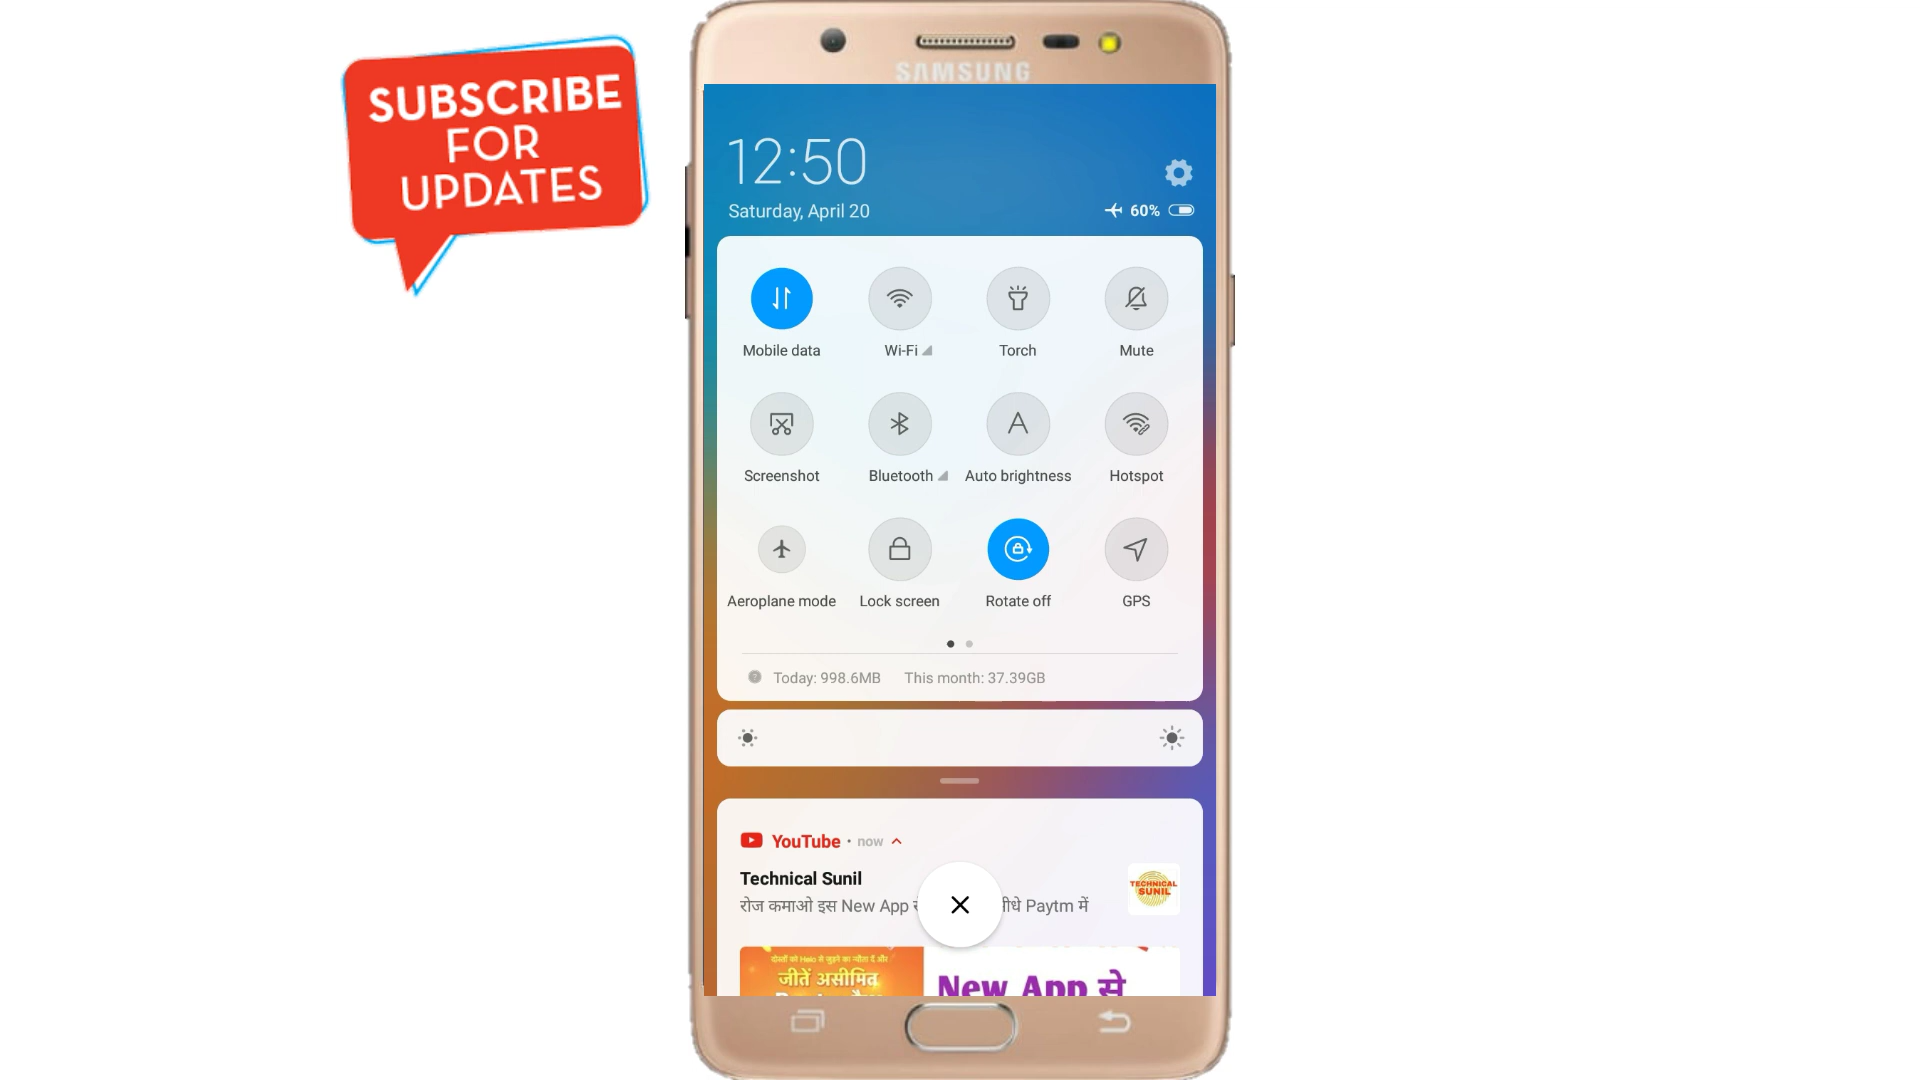 SUBSCRIBE
FOR
UPDATES
SAMSUNG
12:50
Saturday, April 20
60%
Mobile data
Wi-Fi
Torch
Mute
Screenshot
Bluetooth
Auto brightness
Hotspot
Aeroplane mode
Lock screen
Rotate off
GPS
Today: 998.6MB This month: 37.39GB
YouTube • now
Technical Sunil
रोज कमाओ इस New App Paytm में
TECHNICAL
SUNIL
दोस्तों को Helo से जुड़ने का न्योता दें और
जीतें असीमित
New App से